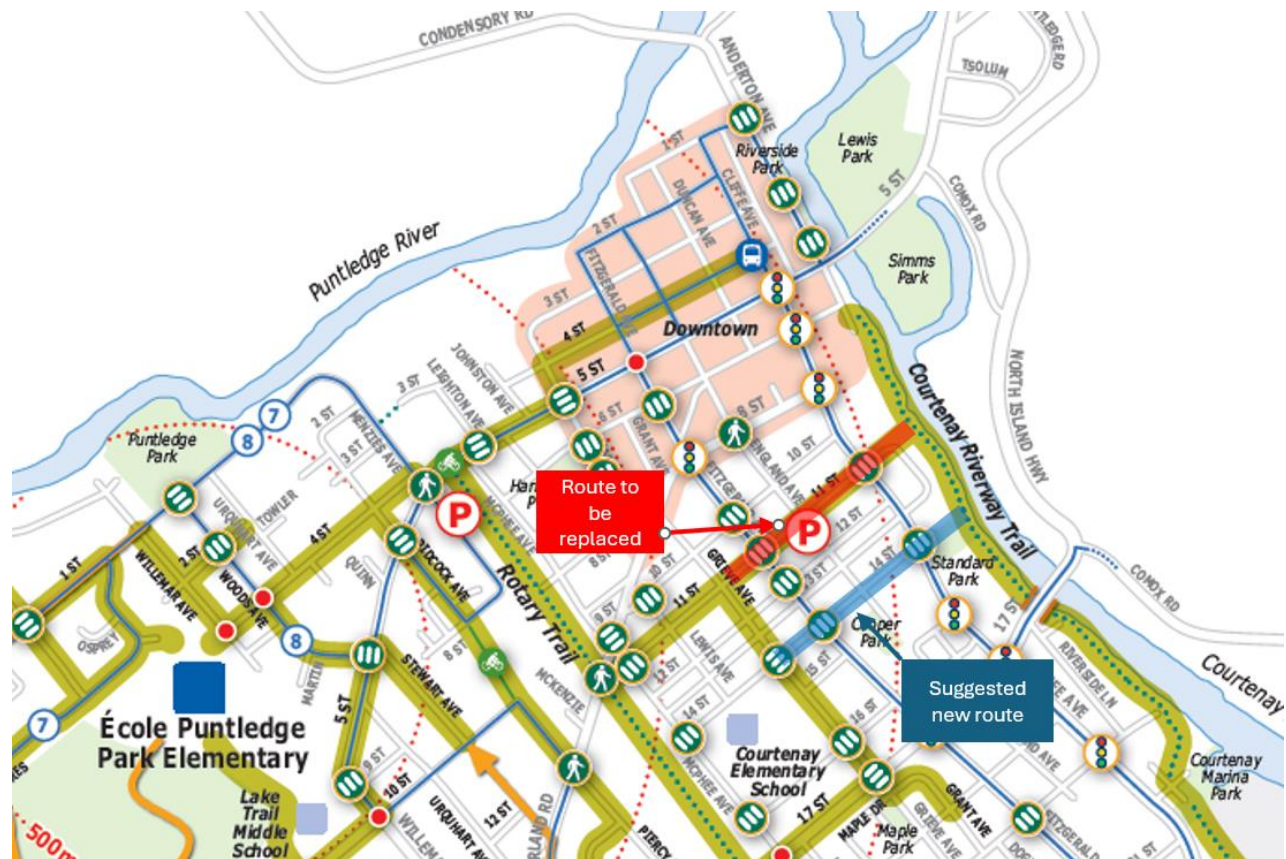 CONDENSORY RD
ANDERTON AVE
TSOLUM
Lewis
Park
Riverside
Park
1 ST
CLIFFE AVE
DUNCAN AVE
5 ST
COMOX RD
2 ST
Puntledge River
FITZGERALD AVE
Simms
Park
3 ST
4 ST
Downtown
NORTH ISLAND HWY
JOHNSTON AVE
5 ST
LEIGHTON AVE
3 ST
6 ST
GRANT AVE
8 ST
ENGLAND AVE
Courtenay Riverway Trail
7
8
2 ST
MENZIES AVE
3 ST
Puntledge
Park
10 ST
11 ST
Route to
be
replaced
P
P
URQUHART AVE
TOWLER
4 ST
MCPHEE AVE
8 ST
12 ST
14 ST
Standard
Park
1 ST
WILLEMAR AVE
2 ST
WOODS AVE
QUINN
PIDCOCK AVE
Rotary Trail
10 ST
GRIEVE AVE
11 ST
17 ST
COMOX RD
OSPREY
8
8 ST
9 ST
LEWIS AVE
Suggested
new route
RIVERSIDE LN
Courtenay
MARTIN
STEWART AVE
MCKENZIE
12 ST
14 ST
16 ST
7
École Puntledge
Park Elementary
5 ST
9 ST
10 ST
Courtenay
Elementary
School
MCPHEE AVE
Courtenay
Marina
Park
Lake
Trail
Middle
School
URQUHART AVE
12 ST
17 ST
MAPLE DR
GRANT AVE
GRIEVE AVE
Maple
Park
500m